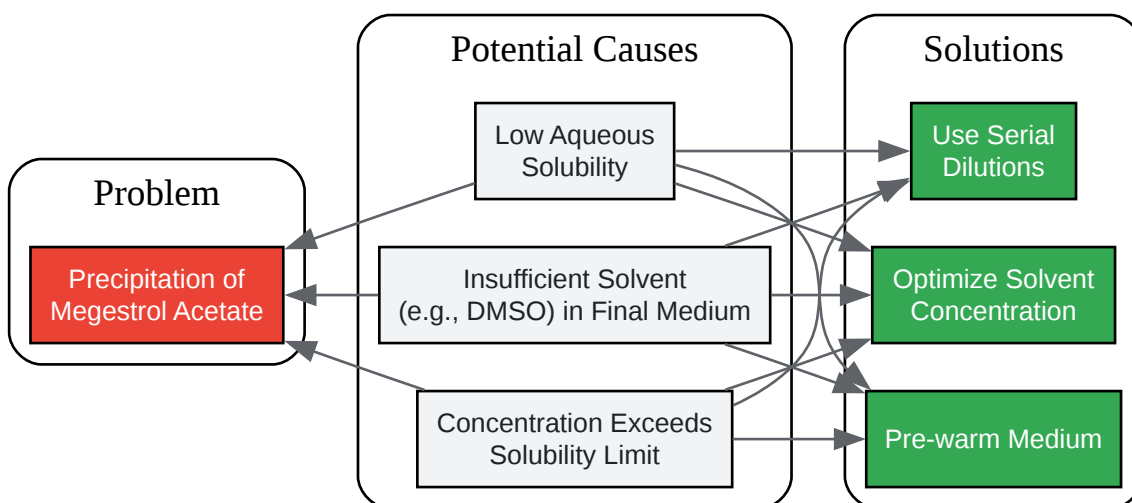 Problem
Precipitation of
Megestrol Acetate
Potential Causes
Low Aqueous
Solubility
Insufficient Solvent
(e.g., DMSO) in Final Medium
Concentration Exceeds
Solubility Limit
Solutions
Use Serial
Dilutions
Optimize Solvent
Concentration
Pre-warm Medium